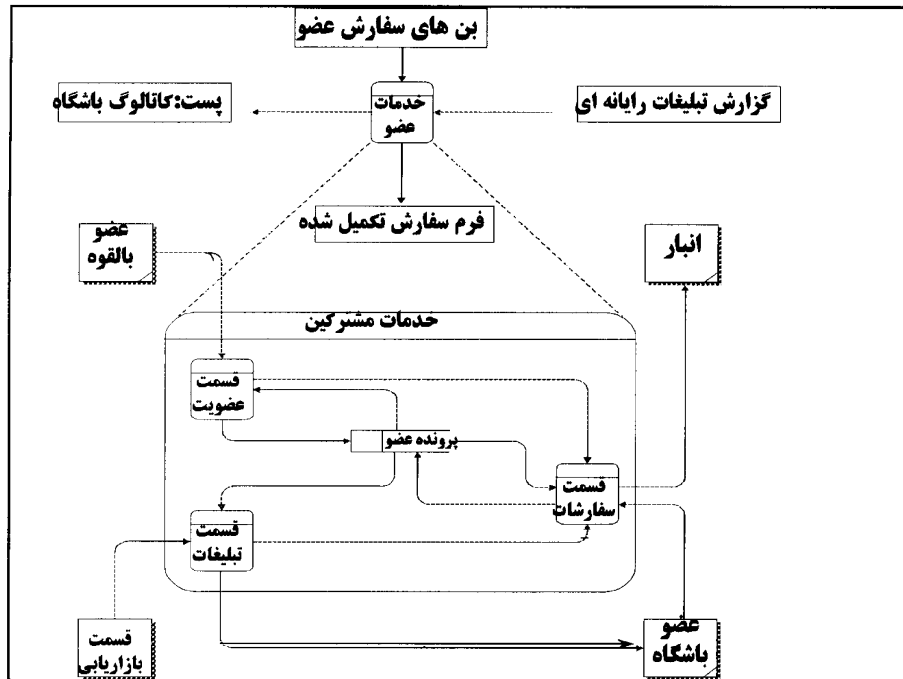 بن های سفارش عضو
گزارش تبلیغات رایانه ای
خدمات
عضو
پست:کاتالوگ باشگاه
فرم سفارش تکمیل شده
انبار
عضو
بالقوه
خدمات مشترکین
قسمت
عضویت
پرونده عضو
قسمت
سفارشات
قسمت
تبلیغات
عضو
باشگاه
قسمت
بازاریابی